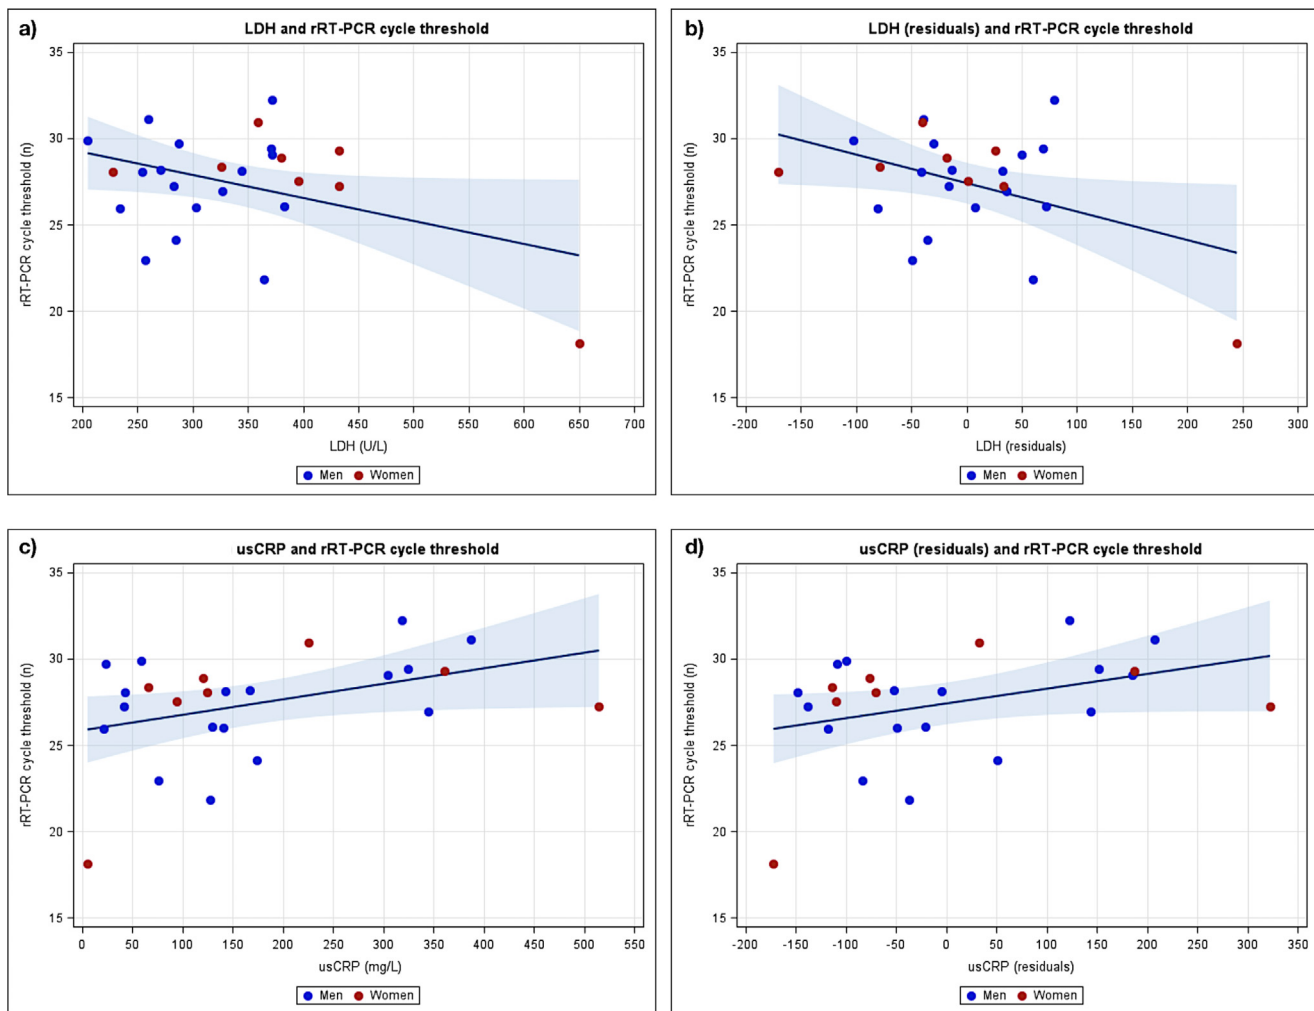 a)
LDH and rRT-PCR cycle threshold
rRT-PCR cycle threshold (n)
35
30
25
20
15
200 250 300 350 400 450 500 550 600 650 700
LDH (U/L)
Men Women
b)
LDH (residuals) and rRT-PCR cycle threshold
rRT-PCR cycle threshold (n)
35
30
25
20
15
-200 -150 -100 -50 0 50 100 150 200 250 300
LDH (residuals)
Men Women
c)
usCRP and rRT-PCR cycle threshold
rRT-PCR cycle threshold (n)
35
30
25
20
15
0 50 100 150 200 250 300 350 400 450 500 550
usCRP (mg/L)
Men Women
d)
usCRP (residuals) and rRT-PCR cycle threshold
rRT-PCR cycle threshold (n)
35
30
25
20
15
-200 -150 -100 -50 0 50 100 150 200 250 300 350
usCRP (residuals)
Men Women